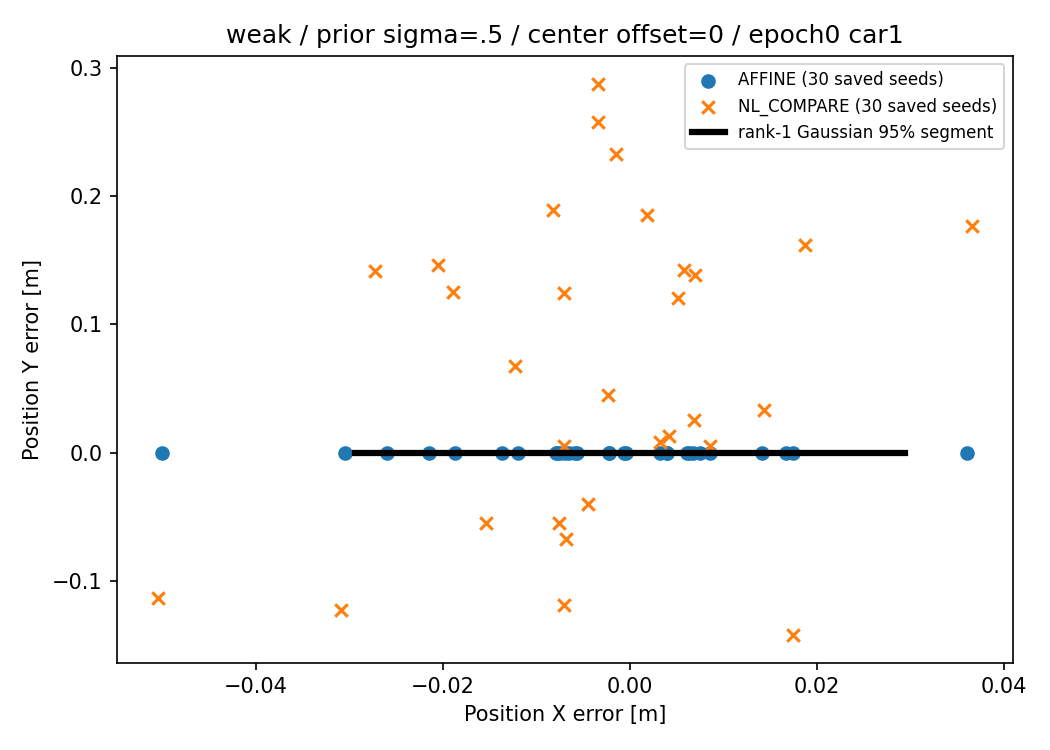 weak / prior sigma=.5 / center offset=0 / epoch0 car1
AFFINE (30 saved seeds)
NL_COMPARE (30 saved seeds)
rank-1 Gaussian 95% segment
Position Y error [m]
0.3
0.2
0.1
0.0
−0.1
−0.04
−0.02
0.00
0.02
0.04
Position X error [m]